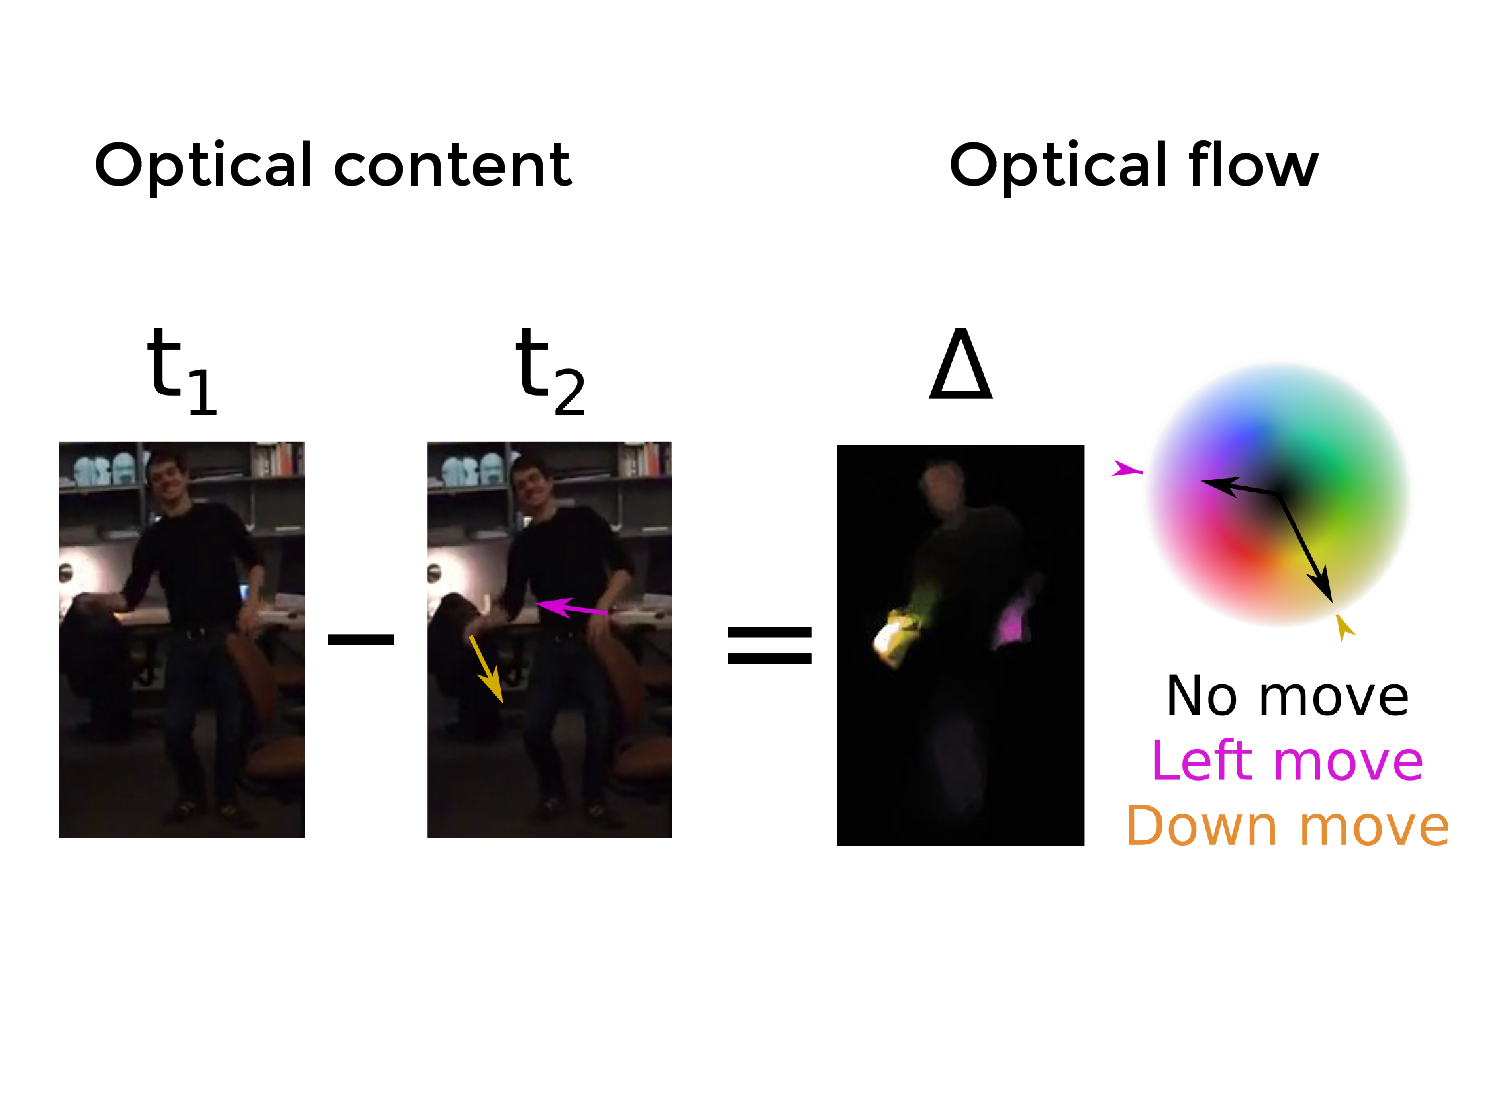 Optical content
Optical flow
t₁
t₂
Δ
−
=
No move
Left move
Down move